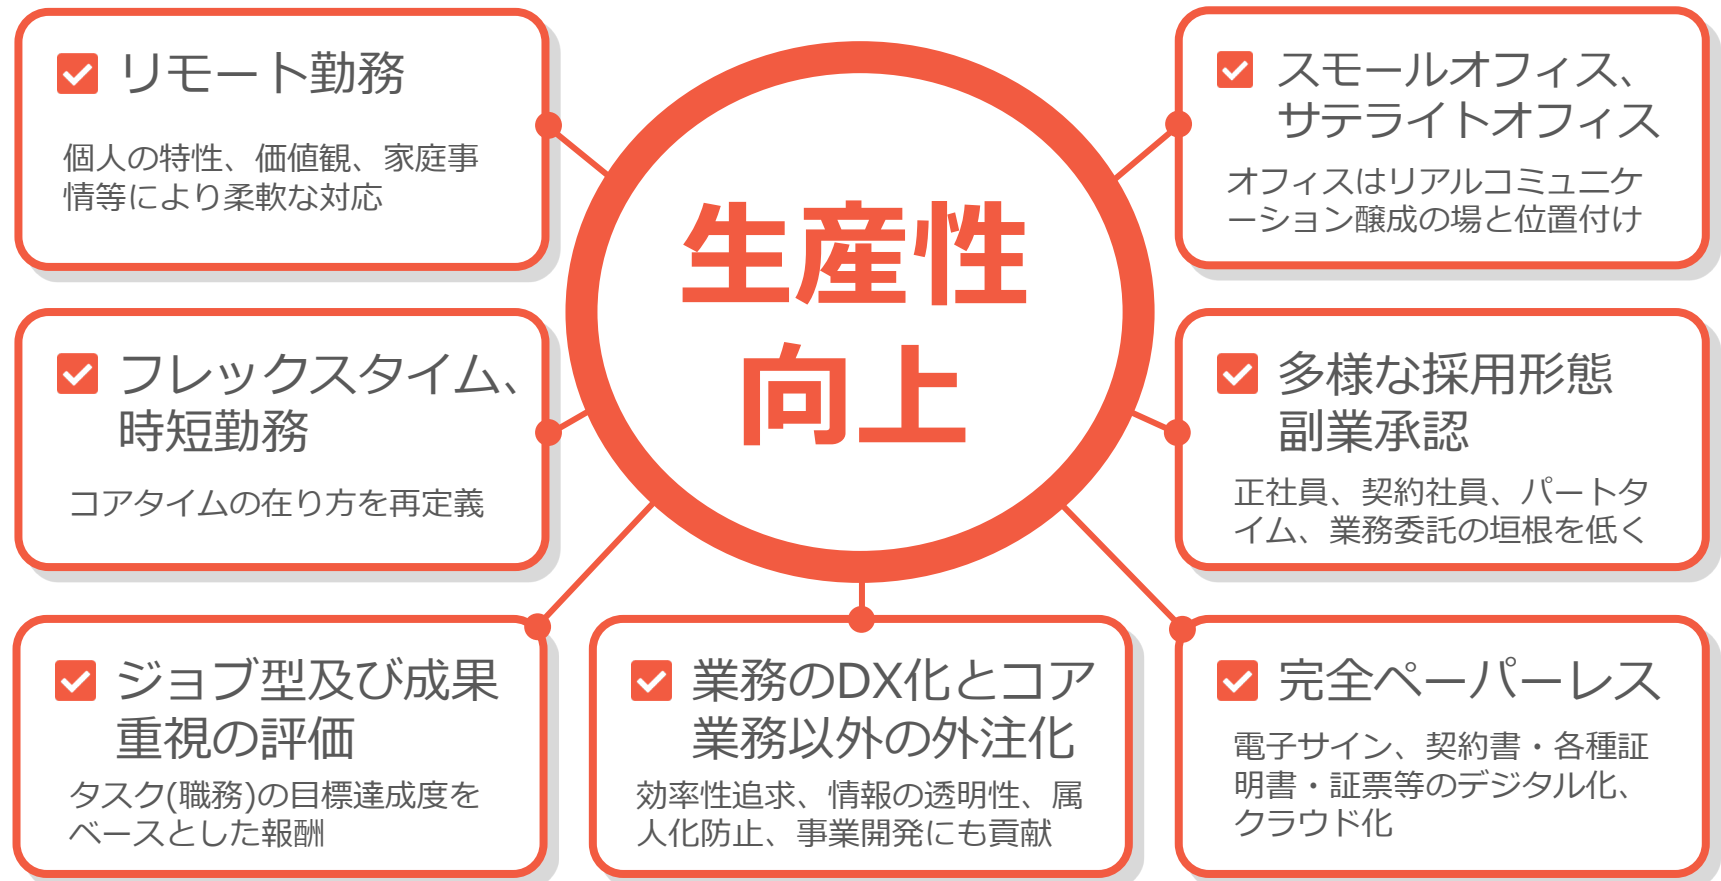 リモート勤務
個人の特性、価値観、家庭事
情等により柔軟な対応
フレックスタイム、
時短勤務
コアタイムの在り方を再定義
ジョブ型及び成果
重視の評価
タスク(職務)の目標達成度を
ベースとした報酬
生産性
向上
業務のDX化とコア
業務以外の外注化
効率性追求、情報の透明性、属
人化防止、事業開発にも貢献
スモールオフィス、
サテライトオフィス
オフィスはリアルコミュニケ
ーション醸成の場と位置付け
多様な採用形態
副業承認
正社員、契約社員、パートタ
イム、業務委託の垣根を低く
完全ペーパーレス
電子サイン、契約書・各種証
明書・証票等のデジタル化、
クラウド化